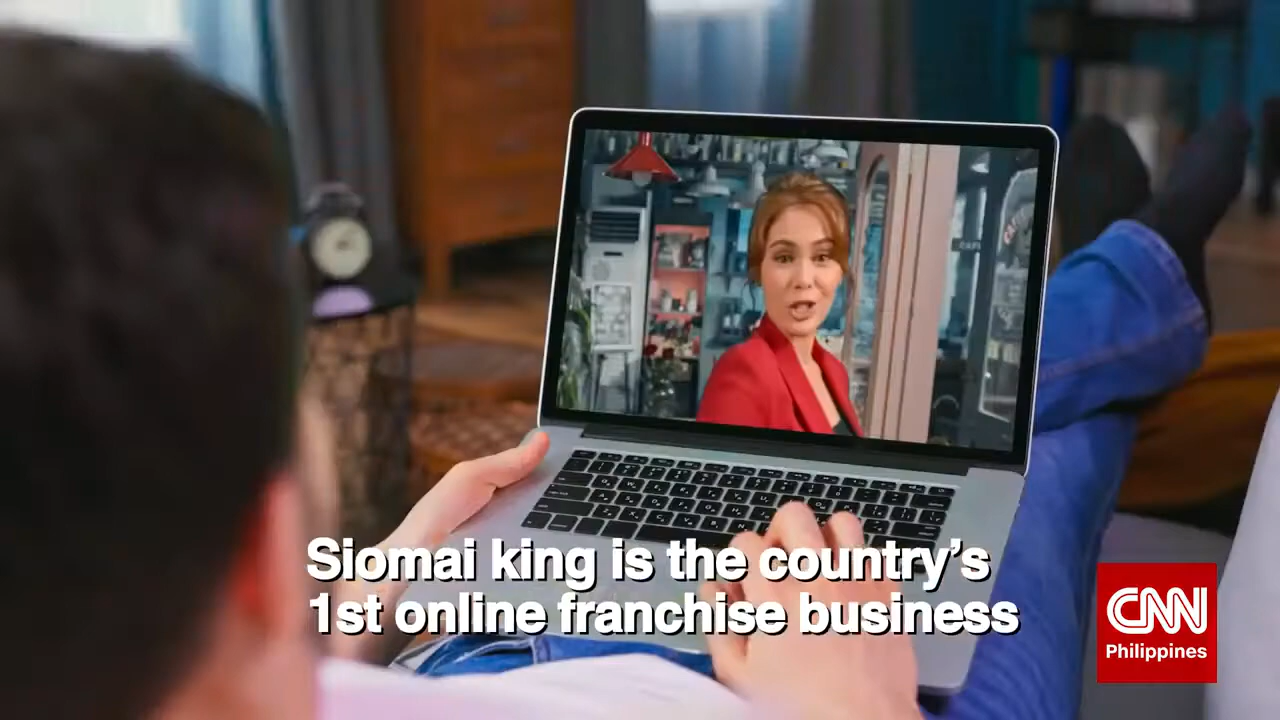 Siomai king is the country's
1st online franchise business
CNN
Philippines